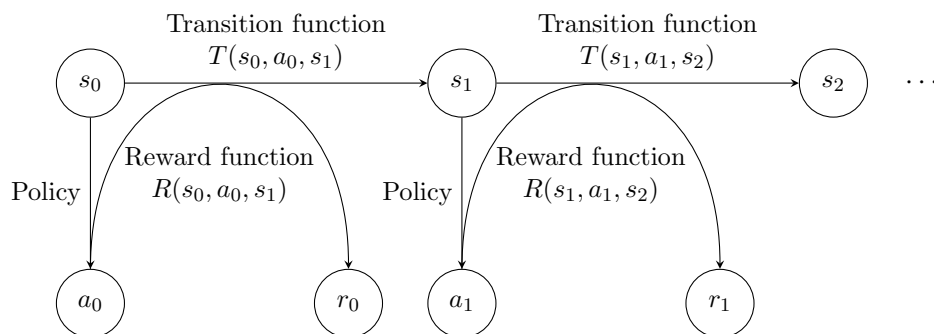 Transition function
T(s₀, a₀, s₁)
Transition function
T(s₁, a₁, s₂)
s₀
s₁
s₂
...
Reward function
R(s₀, a₀, s₁)
Reward function
R(s₁, a₁, s₂)
Policy
Policy
a₀
r₀
a₁
r₁